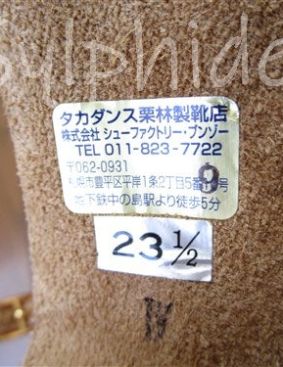 Sylphide
タカダンス栗林製靴店
株式会社 シューファクトリー・ブンゾー
TEL 011-823-7722
〒062-0931
札幌市豊平区平岸1条2丁目5番 号
地下鉄中の島駅より徒歩5分
23 1/2